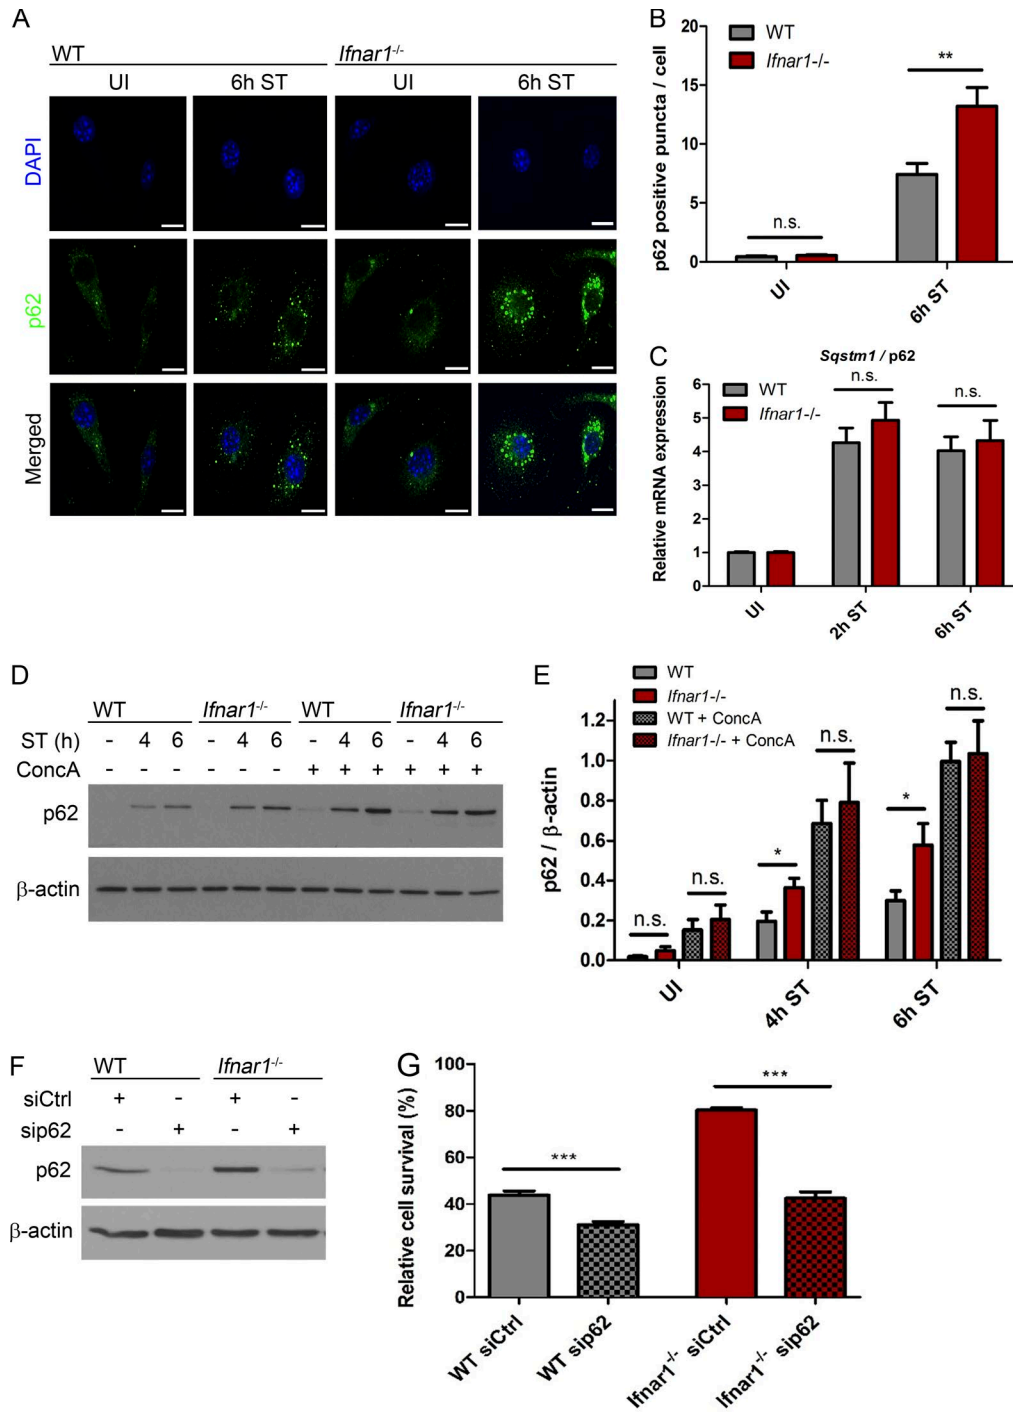 A
WT
Ifnar1-/-
UI
6h ST
UI
6h ST
DAPI
p62
Merged
B
p62 positive puncta / cell
20
15
10
5
0
WT
Ifnar1-/-
n.s.
**
UI
6h ST
C
Sqstm1 / p62
Relative mRNA expression
6
5
4
3
2
1
0
WT
Ifnar1-/-
n.s.
n.s.
UI
2h ST
6h ST
D
WT
Ifnar1-/-
WT
Ifnar1-/-
ST (h) - 4 6 - 4 6 - 4 6 - 4 6
ConcA - - - - - - + + + + + +
p62
β-actin
E
WT
Ifnar1-/-
WT + ConcA
Ifnar1-/- + ConcA
p62 / β-actin
1.2
1.0
0.8
0.6
0.4
0.2
0.0
n.s.
n.s.
*
n.s.
*
n.s.
UI
4h ST
6h ST
F
WT
Ifnar1-/-
siCtrl + - + -
sip62 - + - +
p62
β-actin
G
Relative cell survival (%)
100
80
60
40
20
0
***
***
WT siCtrl
WT sip62
Ifnar1-/- siCtrl
Ifnar1-/- sip62